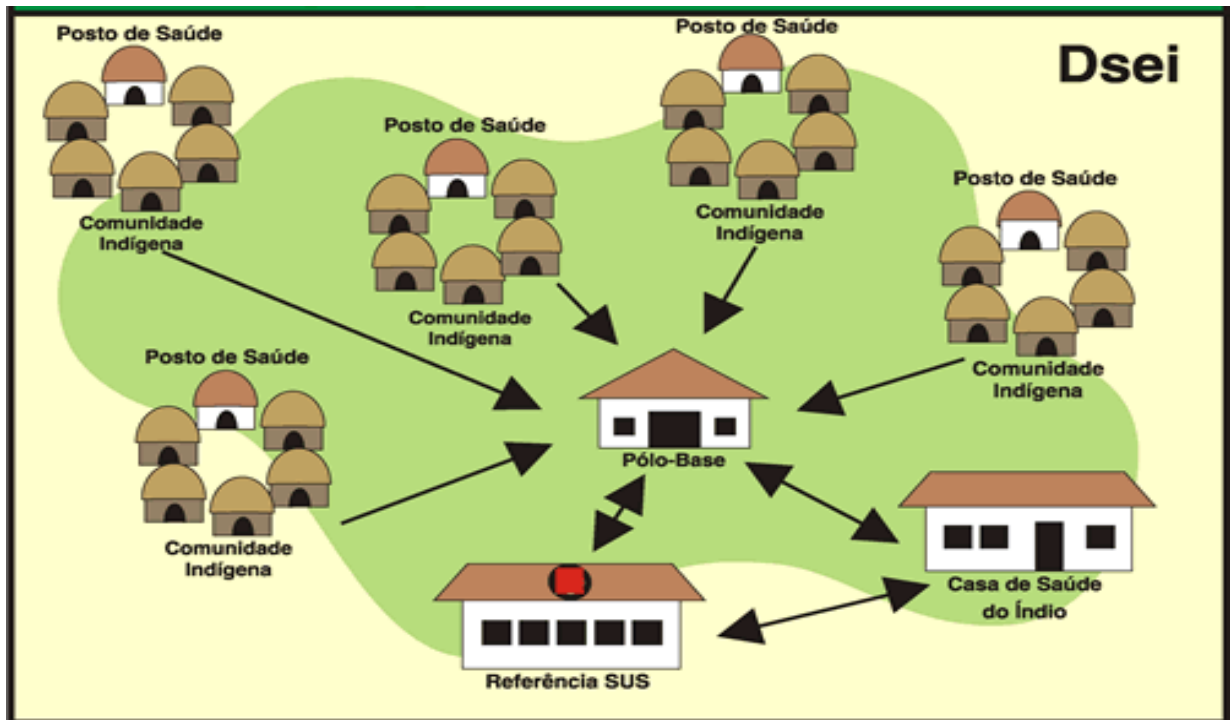 Dsei
Posto de Saúde
Comunidade
Indígena
Posto de Saúde
Comunidade
Indígena
Posto de Saúde
Comunidade
Indígena
Posto de Saúde
Comunidade
Indígena
Posto de Saúde
Comunidade
Indígena
Pólo-Base
Casa de Saúde
do Índio
Referência SUS